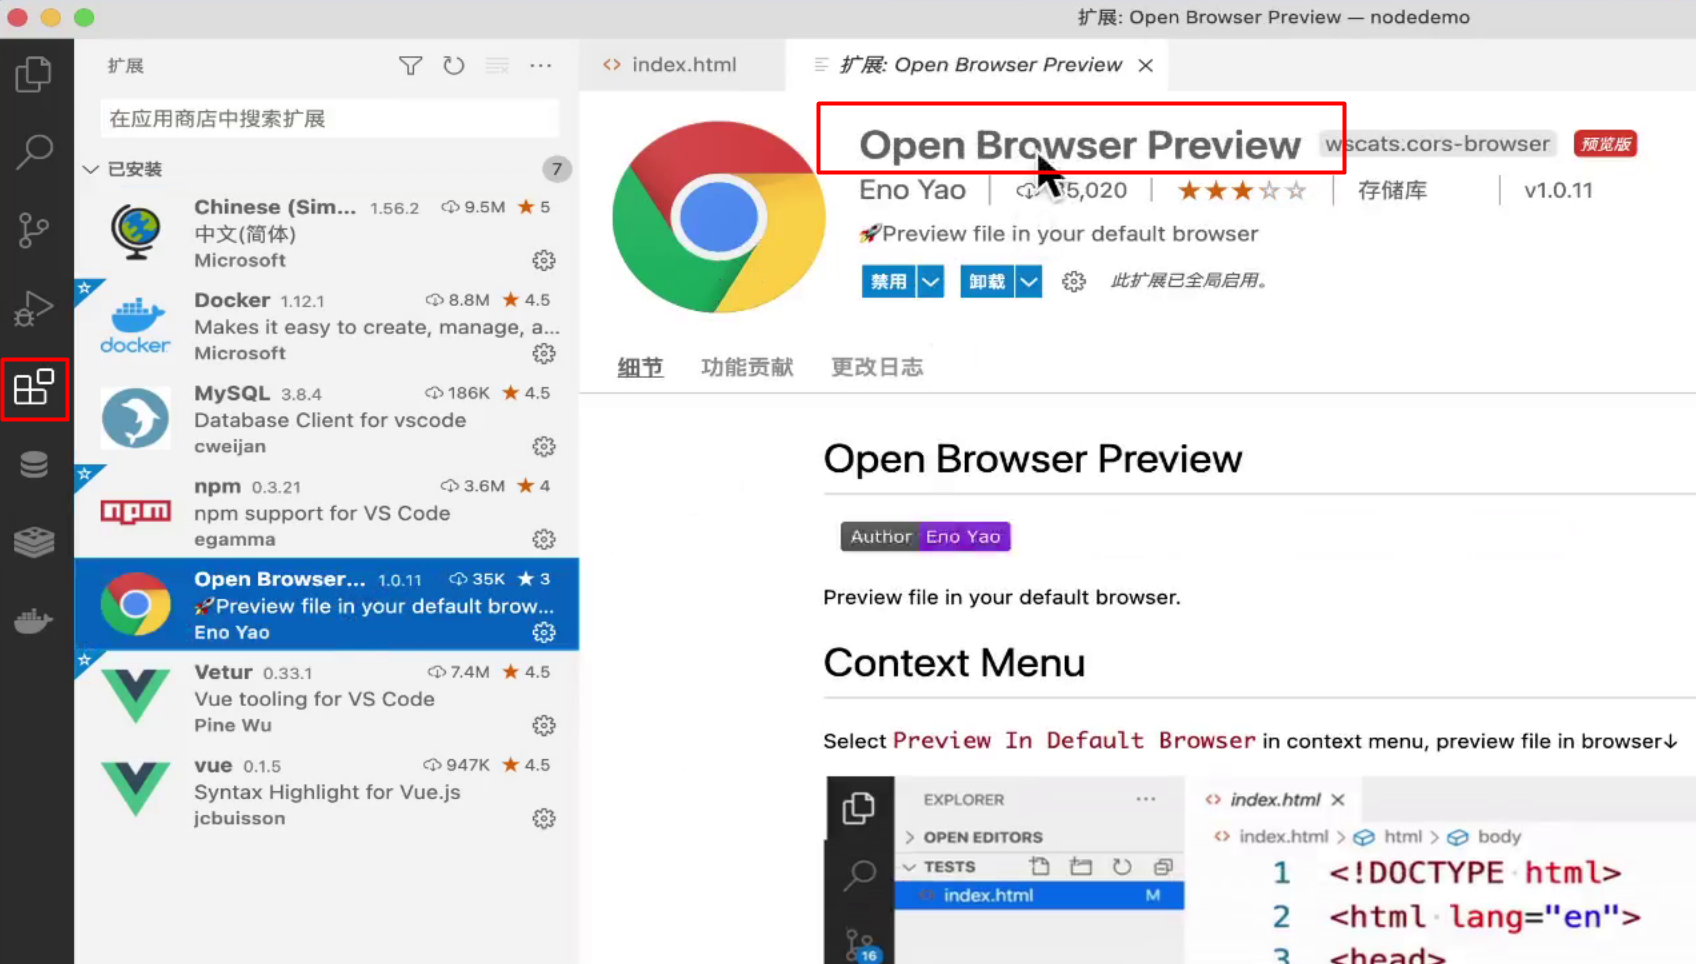 扩展: Open Browser Preview — nodedemo
扩展
在应用商店中搜索扩展
已安装
7
Chinese (Sim... 1.56.2 9.5M 5
中文(简体)
Microsoft
Docker 1.12.1 8.8M 4.5
Makes it easy to create, manage, a...
Microsoft
docker
MySQL 3.8.4 186K 4.5
Database Client for vscode
cweijan
npm 0.3.21 3.6M 4
npm support for VS Code
egamma
npm
Open Browser... 1.0.11 35K 3
🚀Preview file in your default brow...
Eno Yao
Vetur 0.33.1 7.4M 4.5
Vue tooling for VS Code
Pine Wu
vue 0.1.5 947K 4.5
Syntax Highlight for Vue.js
jcbuisson
index.html
扩展: Open Browser Preview
Open Browser Preview wscats.cors-browser 预览版
Eno Yao | 5,020 | ★★★☆☆ | 存储库 | v1.0.11
🚀Preview file in your default browser
禁用 卸载 此扩展已全局启用。
细节 功能贡献 更改日志
Open Browser Preview
Author Eno Yao
Preview file in your default browser.
Context Menu
Select Preview In Default Browser in context menu, preview file in browser↓
EXPLORER ···
OPEN EDITORS
TESTS
index.html M
16
index.html
index.html > html > body
1 <!DOCTYPE html>
2 <html lang="en">
3 <head>